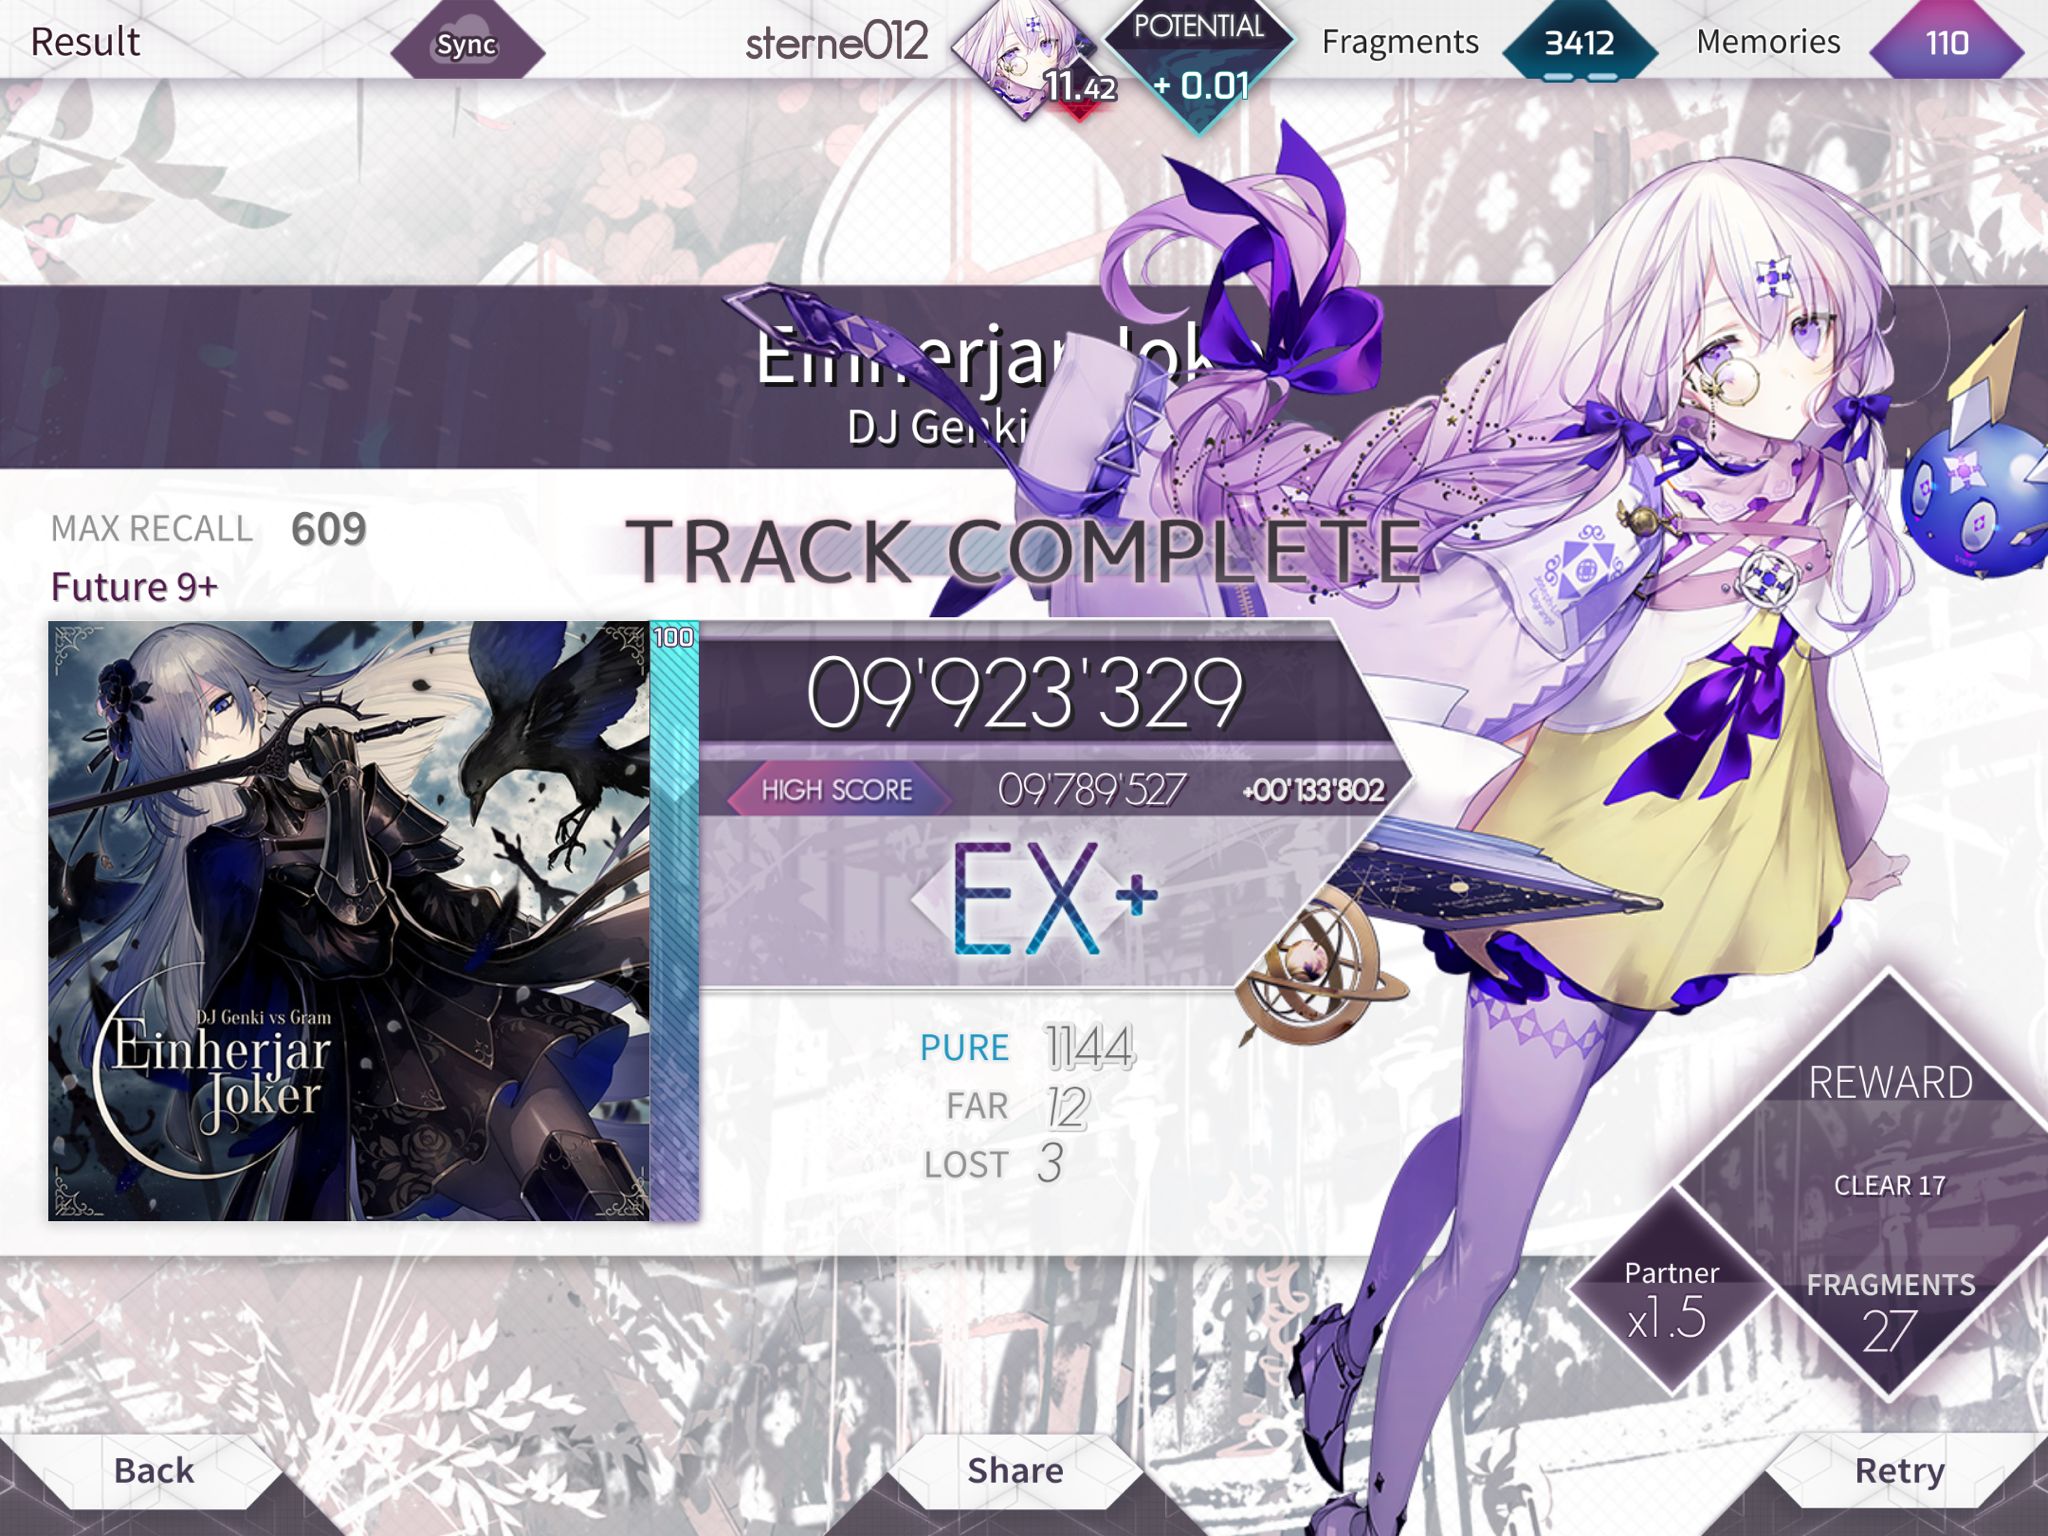 Result
Sync
sterne012
11.42
POTENTIAL
+ 0.01
Fragments
3412
Memories
110
DJ Genki
MAX RECALL 609
Future 9+
TRACK COMPLETE
100
09'923'329
HIGH SCORE 09'789'527 +00'133'802
EX+
DJ Genki vs Gram
Einherjar
Joker
PURE 1144
FAR 12
LOST 3
REWARD
CLEAR 17
Partner
x1.5
FRAGMENTS
27
Back
Share
Retry